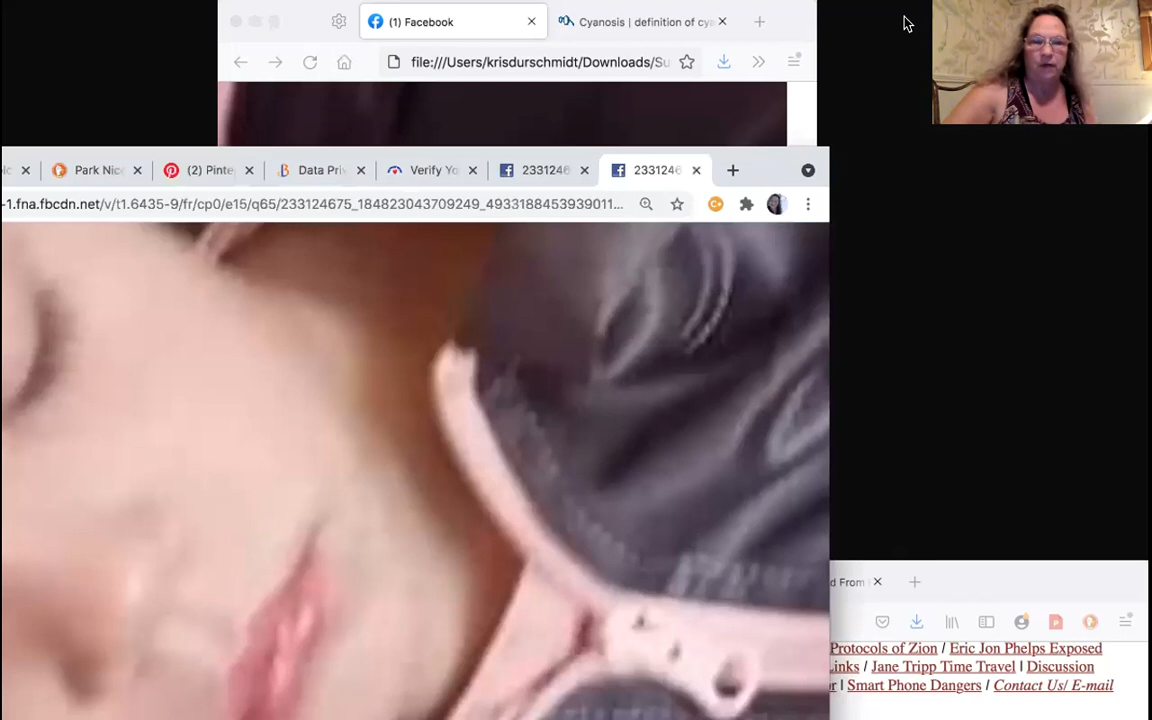 (1) Facebook
Cyanosis | definition of cya
file:///Users/krisdurschmidt/Downloads/Su
Park Nico
(2) Pinte
Data Pri
Verify Yo
2331246
2331246
-1.fna.fbcdn.net/v/t1.6435-9/fr/cp0/e15/q65/233124675_184823043709249_4933188453939011...
d From
Protocols of Zion / Eric Jon Phelps Exposed
Links / Jane Tripp Time Travel | Discussion
r | Smart Phone Dangers / Contact Us/ E-mail